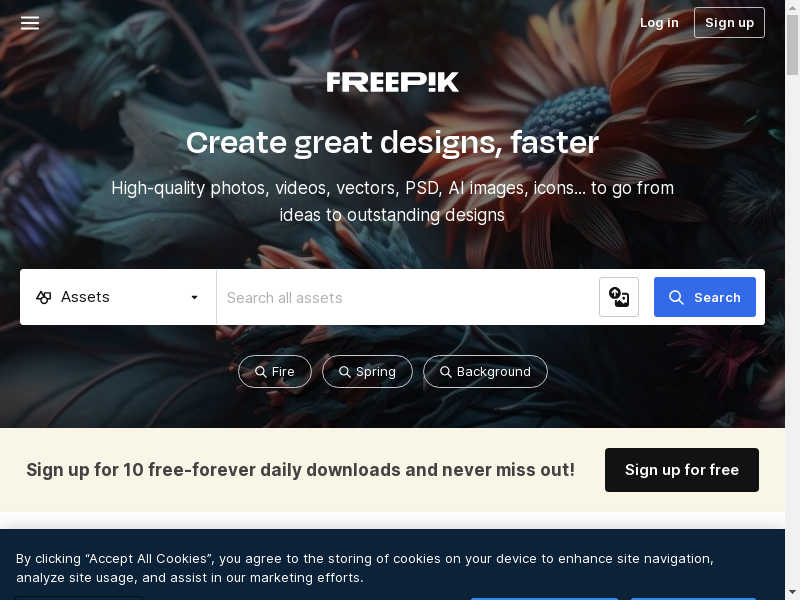 Log in
Sign up
FREEPIK
Create great designs, faster
High-quality photos, videos, vectors, PSD, AI images, icons... to go from
ideas to outstanding designs
Assets
Search all assets
Search
Fire
Spring
Background
Sign up for 10 free-forever daily downloads and never miss out!
Sign up for free
By clicking “Accept All Cookies”, you agree to the storing of cookies on your device to enhance site navigation,
analyze site usage, and assist in our marketing efforts.